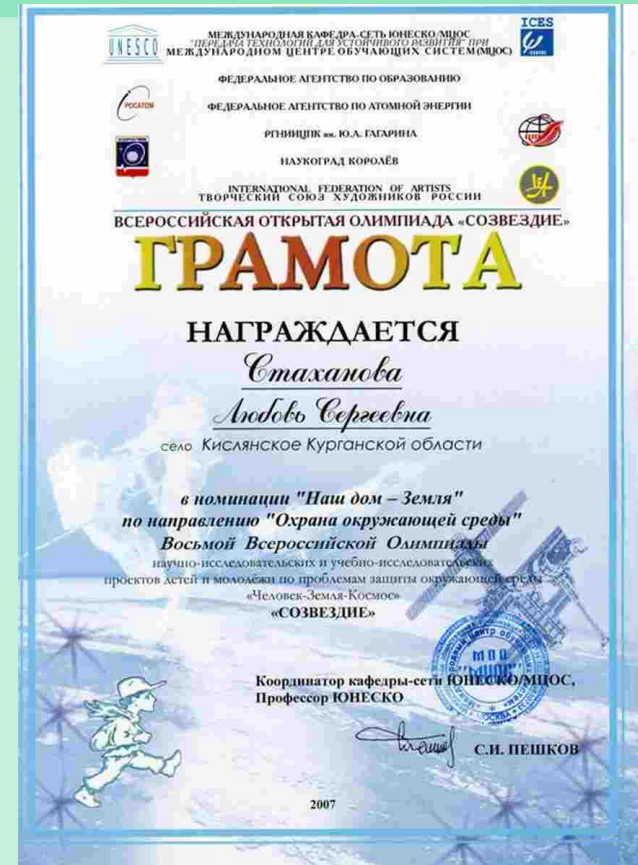 UNESCO
ICES
CENTRE
МЕЖДУНАРОДНАЯ КАФЕДРА-СЕТЬ ЮНЕСКО/МЦОС
"ПЕРЕДАЧА ТЕХНОЛОГИЙ ДЛЯ УСТОЙЧИВОГО РАЗВИТИЯ" ПРИ
МЕЖДУНАРОДНОМ ЦЕНТРЕ ОБУЧАЮЩИХ СИСТЕМ(МЦОС)
ФЕДЕРАЛЬНОЕ АГЕНТСТВО ПО ОБРАЗОВАНИЮ
РОСАТОМ
ФЕДЕРАЛЬНОЕ АГЕНТСТВО ПО АТОМНОЙ ЭНЕРГИИ
РГНИИЦПК им. Ю.А. ГАГАРИНА
НАУКОГРАД КОРОЛЁВ
INTERNATIONAL FEDERATION OF ARTISTS
ТВОРЧЕСКИЙ СОЮЗ ХУДОЖНИКОВ РОССИИ
ВСЕРОССИЙСКАЯ ОТКРЫТАЯ ОЛИМПИАДА «СОЗВЕЗДИЕ»
ГРАМОТА
НАГРАЖДАЕТСЯ
Стаханова
Любовь Сергеевна
село Кислянское Курганской области
в номинации "Наш дом – Земля"
по направлению "Охрана окружающей среды"
Восьмой Всероссийской Олимпиады
научно-исследовательских и учебно-исследовательских
проектов детей и молодёжи по проблемам защиты окружающей среды
«Человек-Земля-Космос»
«СОЗВЕЗДИЕ»
Координатор кафедры-сети ЮНЕСКО/МЦОС,
Профессор ЮНЕСКО
С.И. ПЕШКОВ
2007